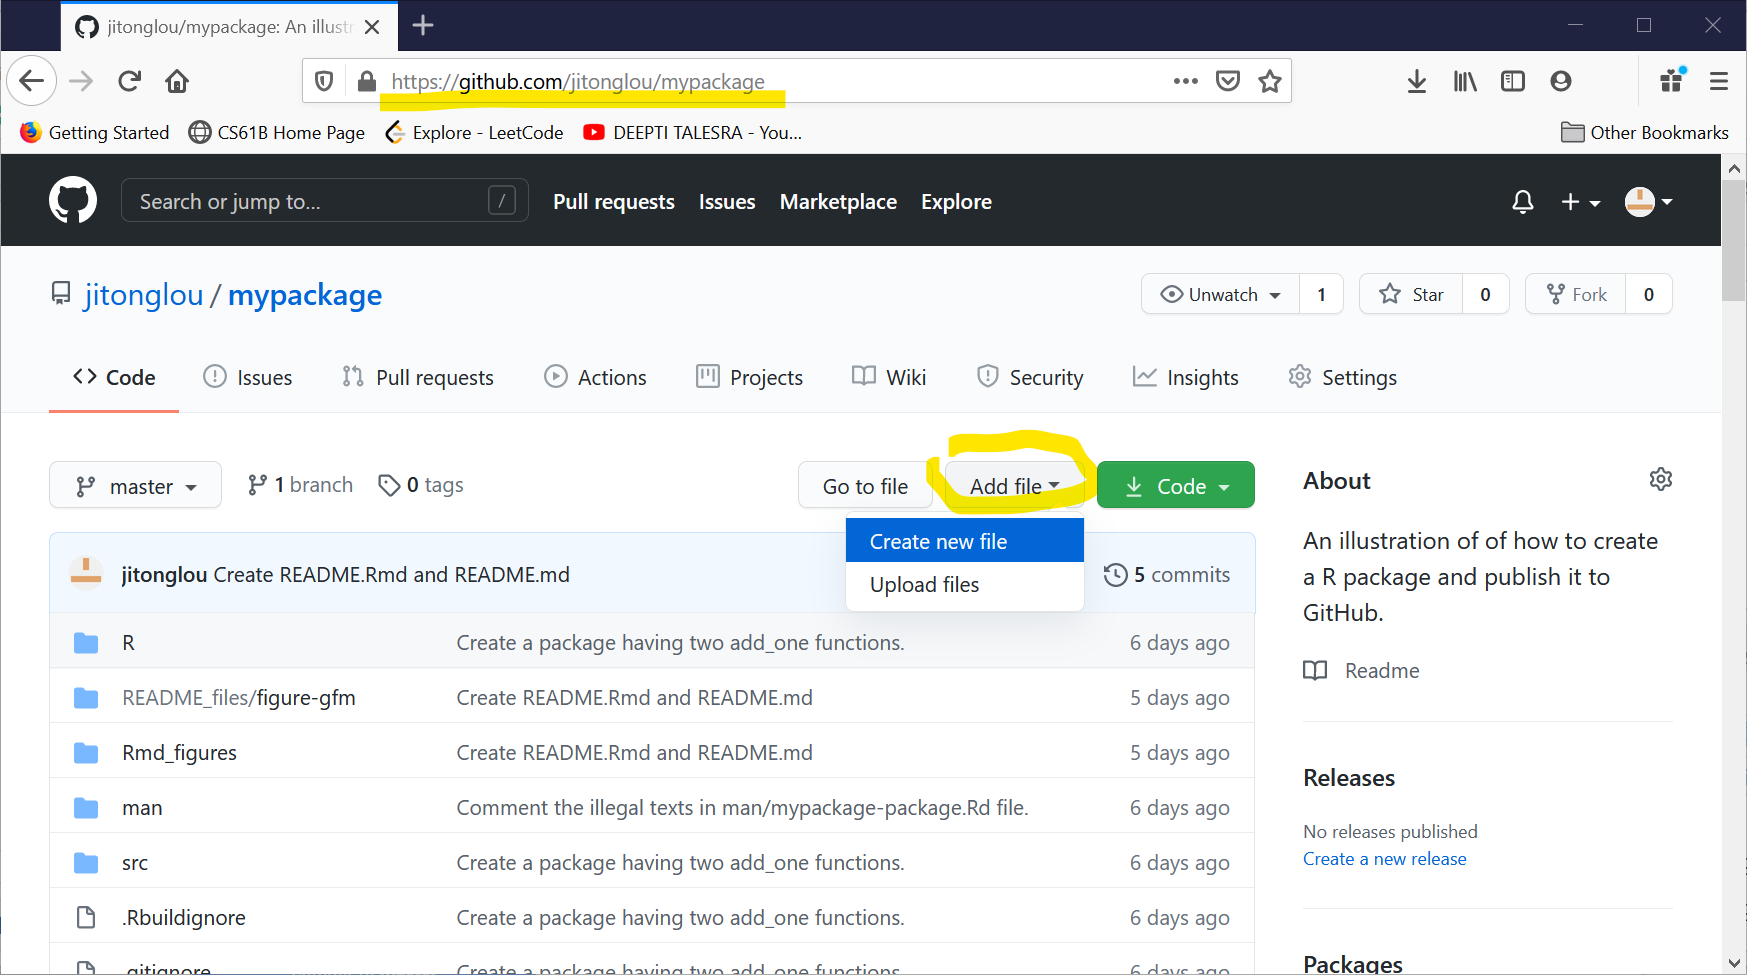 jitonglou/mypackage: An illustr
https://github.com/jitonglou/mypackage
Getting Started CS61B Home Page Explore - LeetCode DEEPTI TALESRA - You... Other Bookmarks
Search or jump to... / Pull requests Issues Marketplace Explore
jitonglou / mypackage Unwatch 1 Star 0 Fork 0
Code Issues Pull requests Actions Projects Wiki Security Insights Settings
master 1 branch 0 tags Go to file Add file Code
Create new file
Upload files
jitonglou Create README.Rmd and README.md 5 commits
R Create a package having two add_one functions. 6 days ago
README_files/figure-gfm Create README.Rmd and README.md 5 days ago
Rmd_figures Create README.Rmd and README.md 5 days ago
man Comment the illegal texts in man/mypackage-package.Rd file. 6 days ago
src Create a package having two add_one functions. 6 days ago
.Rbuildignore Create a package having two add_one functions. 6 days ago
.gitignore Create a package having two add_one functions. 6 days ago
About
An illustration of of how to create
a R package and publish it to
GitHub.
Readme
Releases
No releases published
Create a new release
Packages